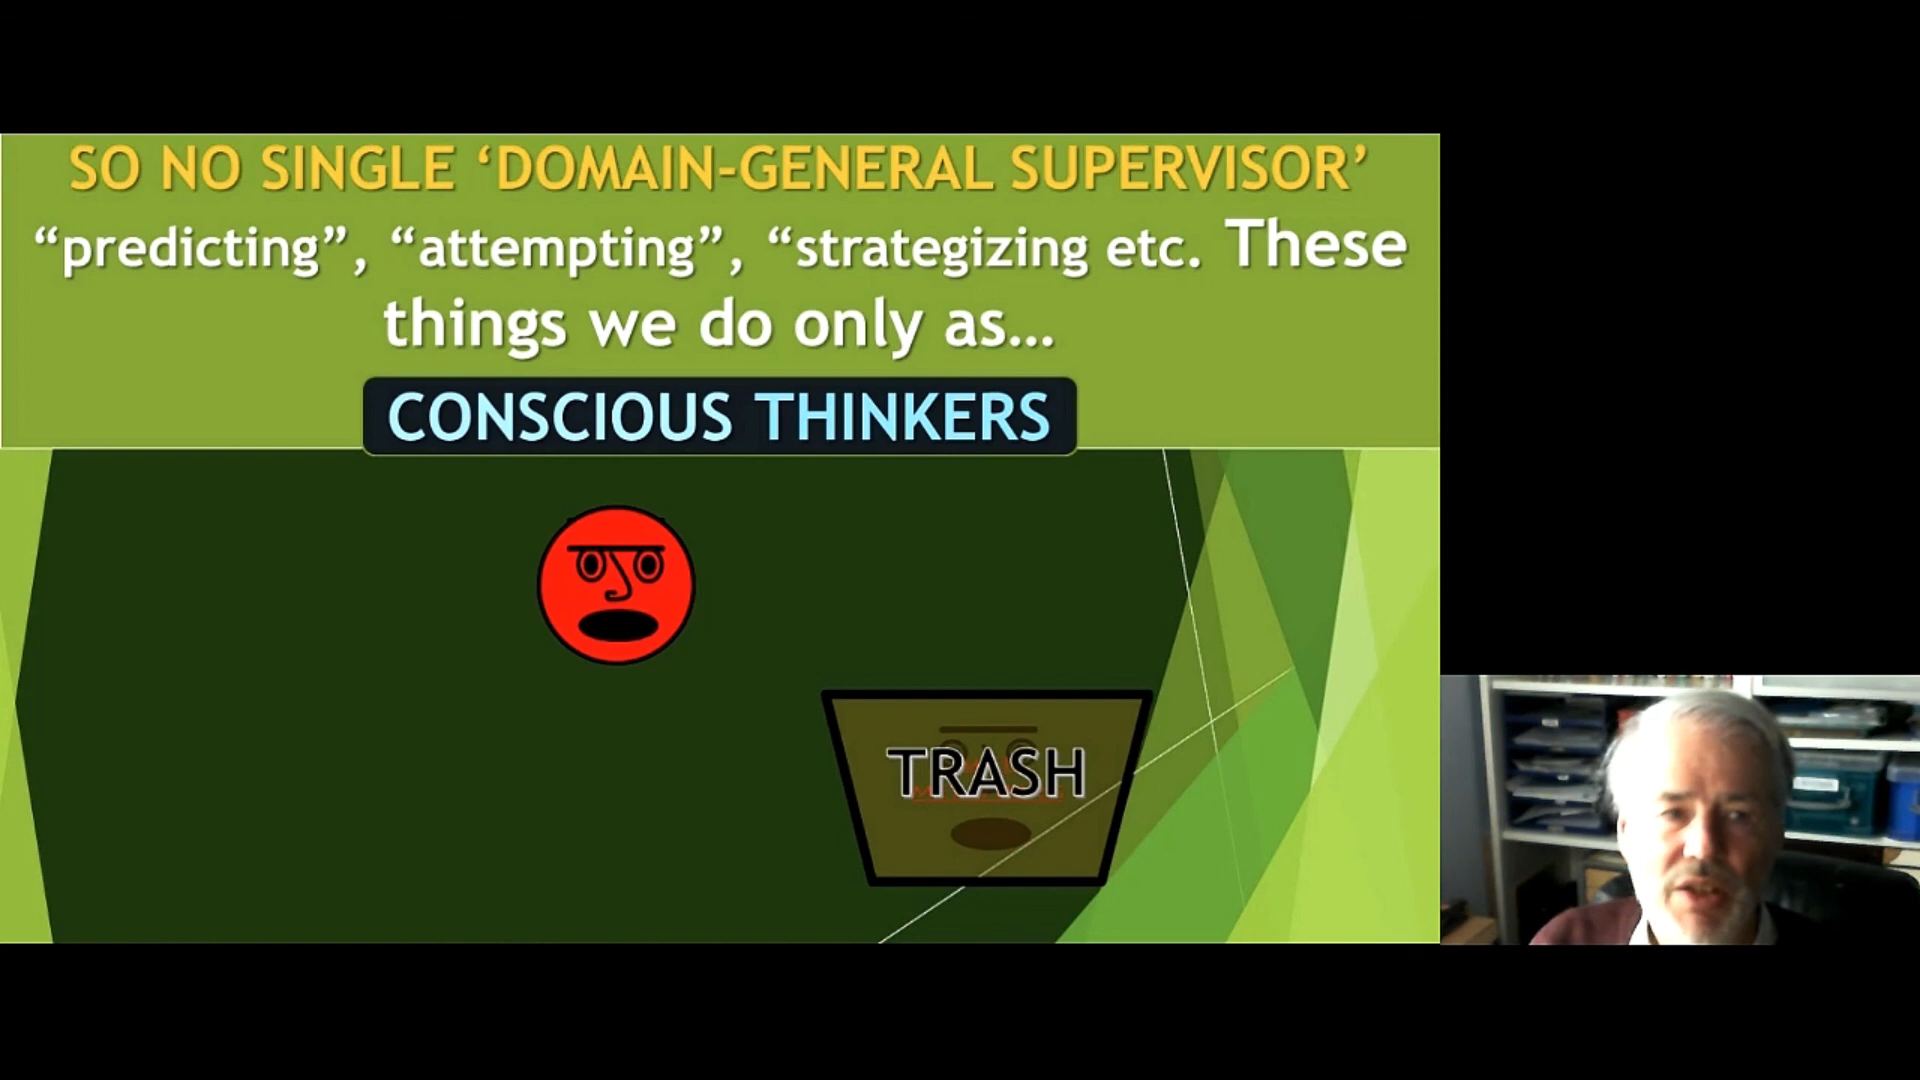 SO NO SINGLE ‘DOMAIN-GENERAL SUPERVISOR’
“predicting”, “attempting”, “strategizing etc. These
things we do only as…
CONSCIOUS THINKERS
TRASH